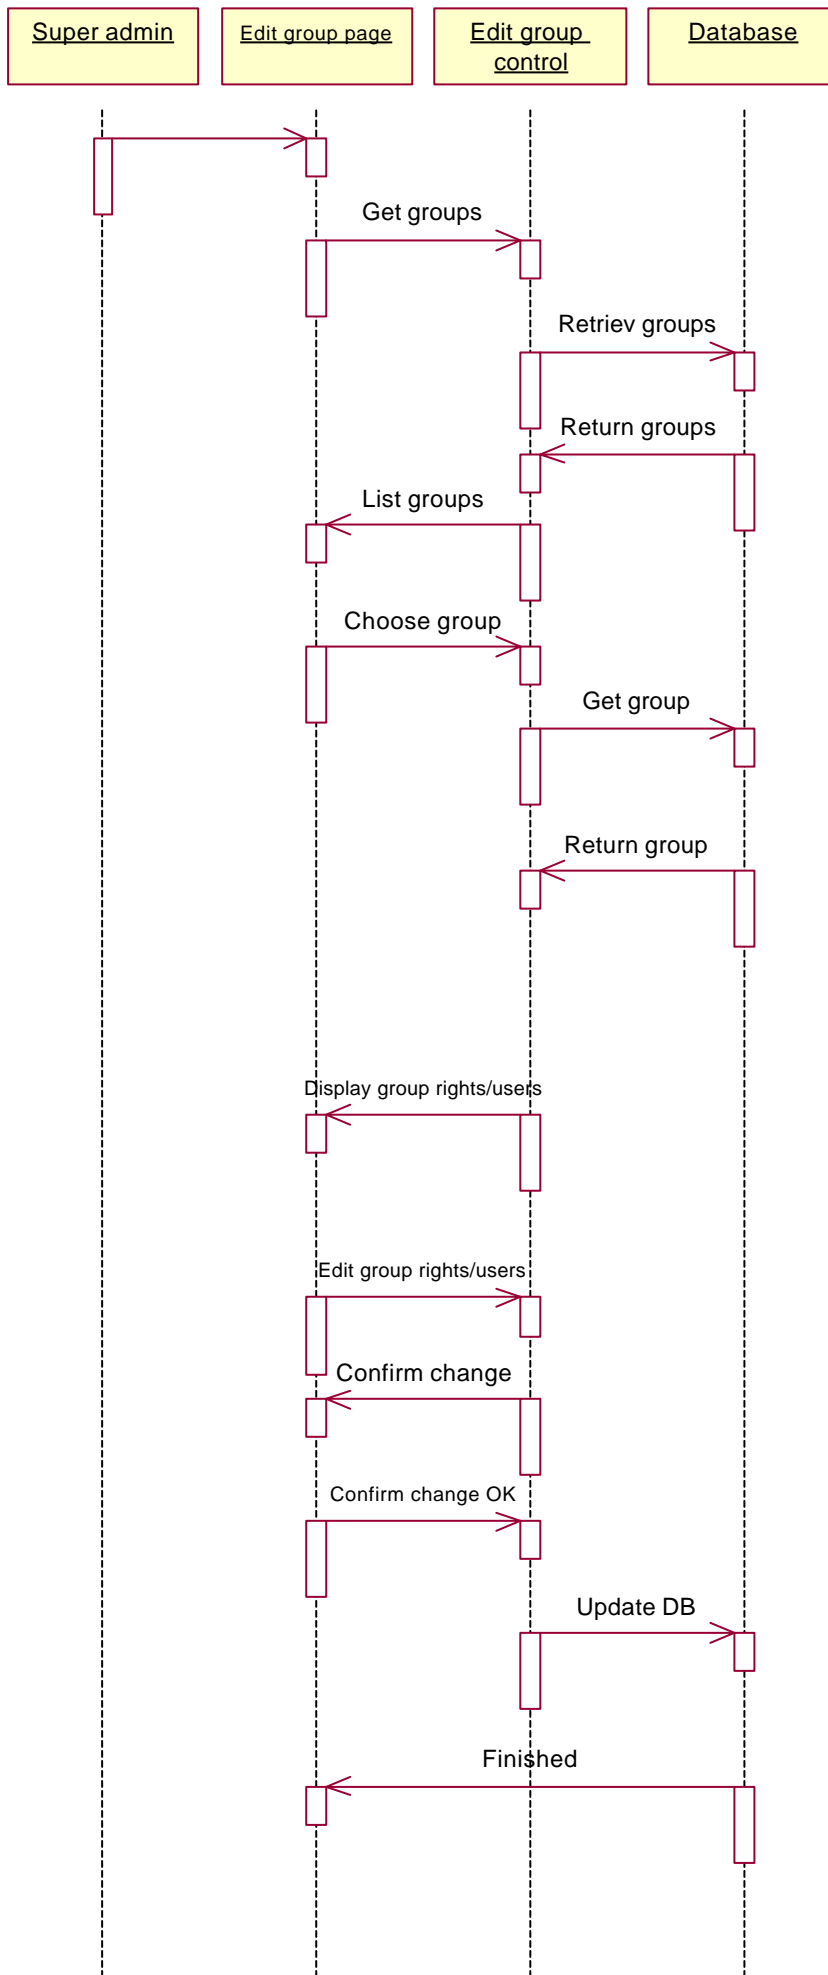 Super admin
Edit group page
Edit group
control
Database
Get groups
Retriev groups
Return groups
List groups
Choose group
Get group
Return group
Display group rights/users
Edit group rights/users
Confirm change
Confirm change OK
Update DB
Finished